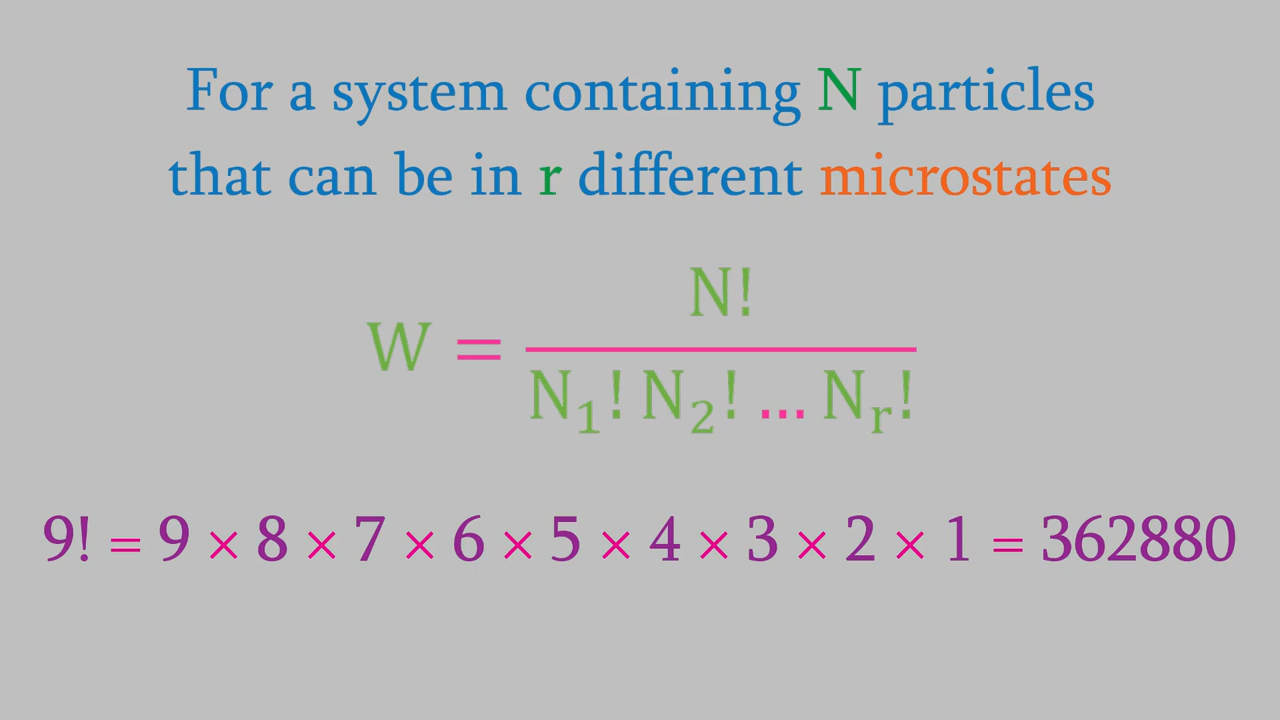 For a system containing N particles
that can be in r different microstates
W = N! / N₁! N₂! … Nᵣ!
9! = 9 × 8 × 7 × 6 × 5 × 4 × 3 × 2 × 1 = 362880